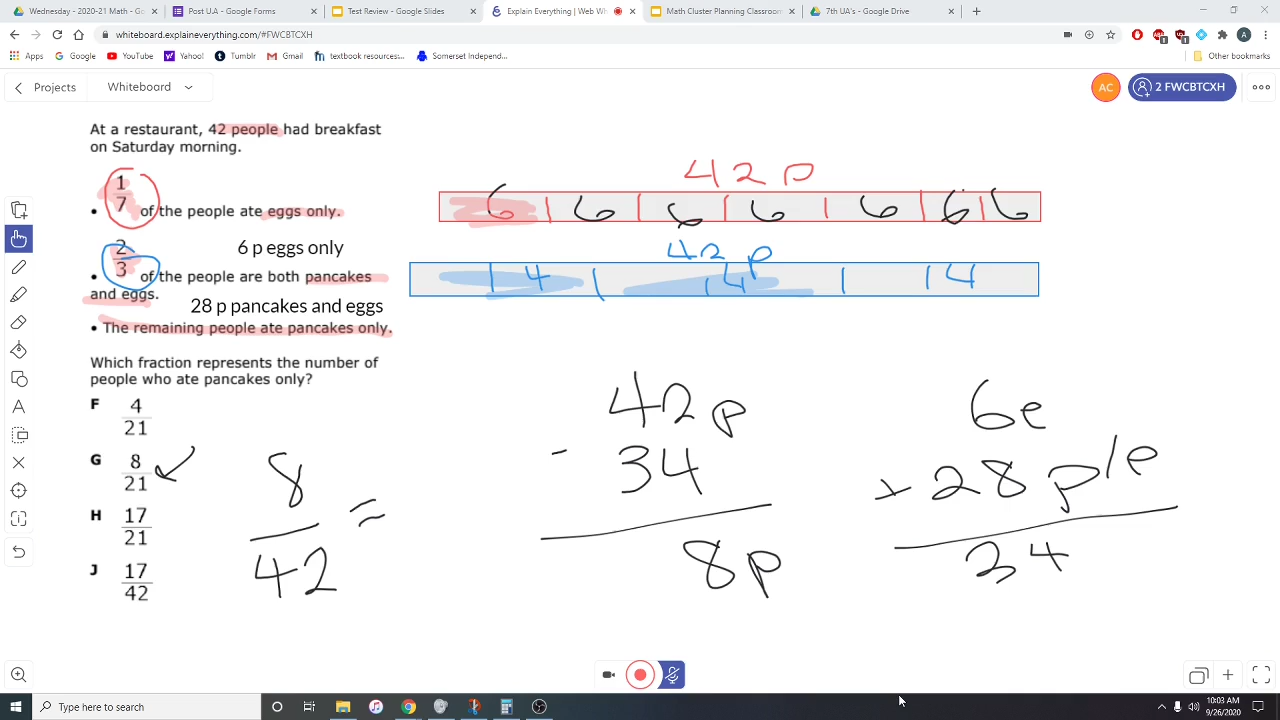 Wednesday - 2020-21 Math - Go
Post UA - Google Forms
Test Review - Google Slides
Explain Everything | Web Wh
Math Cluster Planning Classroom
7th UA's - Google Drive
whiteboard.explaineverything.com/#FWCBTCXH
Apps
Google
YouTube
Yahoo!
Tumblr
Gmail
textbook resources:...
Somerset Independ...
Other bookmarks
Projects
Whiteboard
AC
2 FWCBTCXH
At a restaurant, 42 people had breakfast
on Saturday morning.
• 1/7 of the people ate eggs only.
6 p eggs only
• 2/3 of the people are both pancakes
and eggs.
28 p pancakes and eggs
• The remaining people ate pancakes only.
Which fraction represents the number of
people who ate pancakes only?
F 4/21
G 8/21
H 17/21
J 17/42
42 p
6 6 6 6 6 6 6
42 p
14 14 14
8/42 =
42 p
- 34
8p
6e
+ 28 p/e
34
Type here to search
10:03 AM
9/26/2020